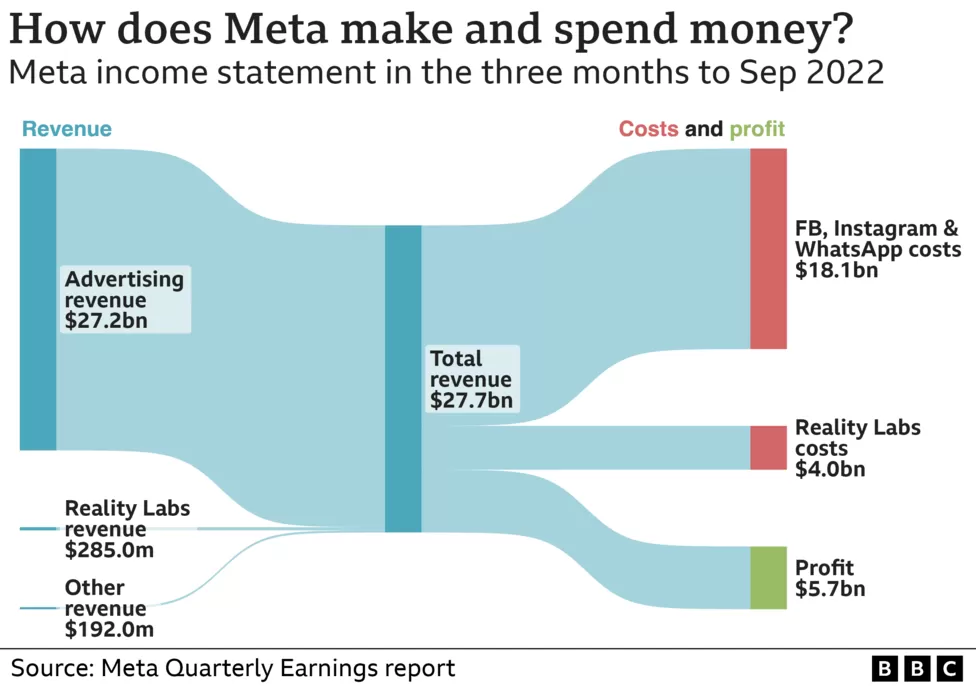 How does Meta make and spend money?
Meta income statement in the three months to Sep 2022
Revenue
Costs and profit
Advertising
revenue
$27.2bn
Reality Labs
revenue
$285.0m
Other
revenue
$192.0m
Total
revenue
$27.7bn
FB, Instagram &
WhatsApp costs
$18.1bn
Reality Labs
costs
$4.0bn
Profit
$5.7bn
Source: Meta Quarterly Earnings report
BBC